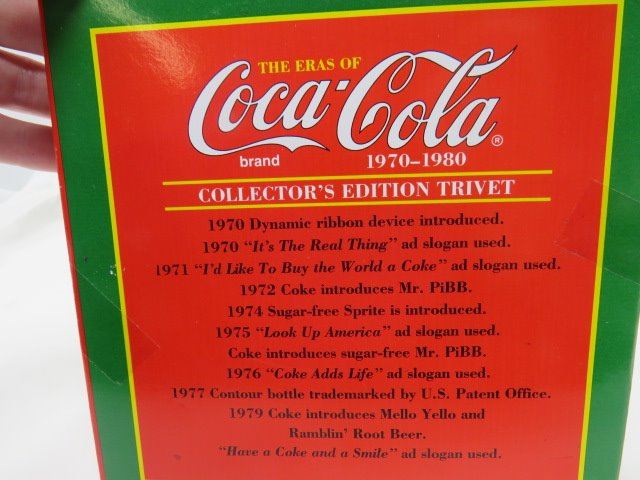 THE ERAS OF
Coca-Cola®
brand 1970–1980
COLLECTOR'S EDITION TRIVET
1970 Dynamic ribbon device introduced.
1970 "It's The Real Thing" ad slogan used.
1971 "I'd Like To Buy the World a Coke" ad slogan used.
1972 Coke introduces Mr. PiBB.
1974 Sugar-free Sprite is introduced.
1975 "Look Up America" ad slogan used.
Coke introduces sugar-free Mr. PiBB.
1976 "Coke Adds Life" ad slogan used.
1977 Contour bottle trademarked by U.S. Patent Office.
1979 Coke introduces Mello Yello and
Ramblin' Root Beer.
"Have a Coke and a Smile" ad slogan used.